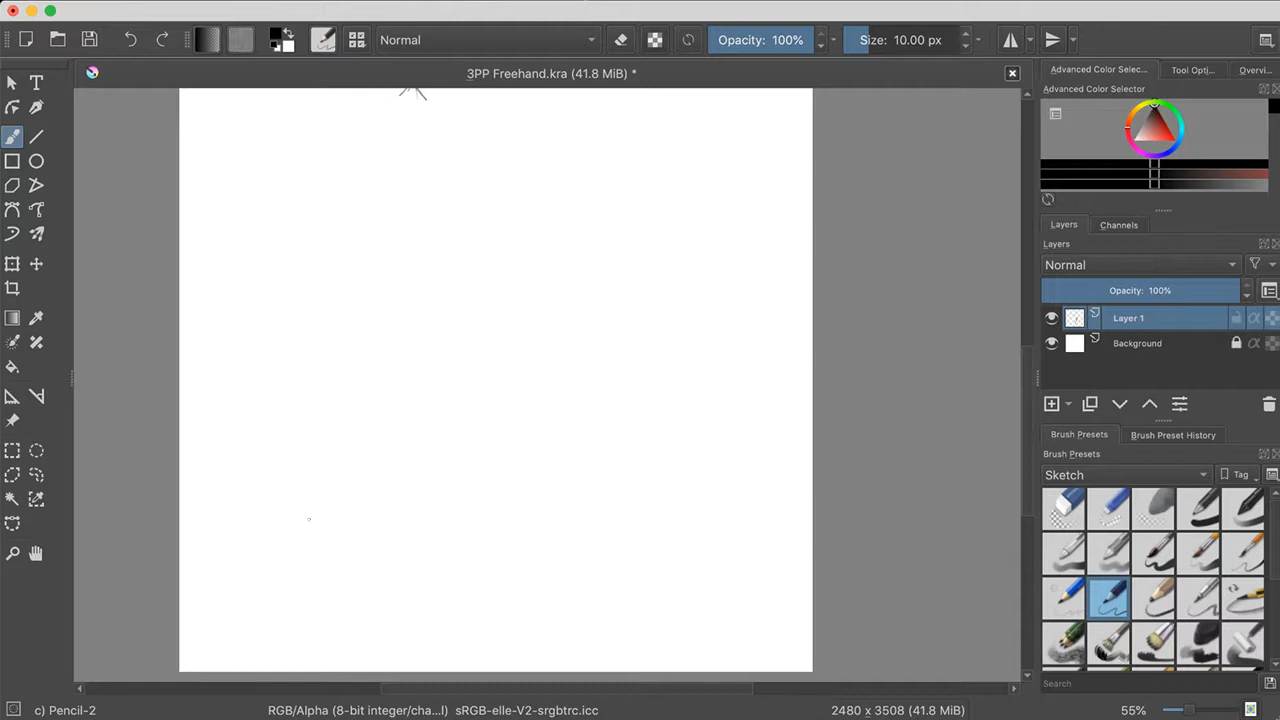 Normal
Opacity: 100%
Size: 10.00 px
3PP Freehand.kra (41.8 MiB) *
Advanced Color Selec...
Tool Opti...
Overvi...
Advanced Color Selector
Layers
Channels
Layers
Normal
Opacity: 100%
Layer 1
Background
Brush Presets
Brush Preset History
Brush Presets
Sketch
Tag
Search
c) Pencil-2
RGB/Alpha (8-bit integer/cha...l)
sRGB-elle-V2-srgbtrc.icc
2480 x 3508 (41.8 MiB)
55%